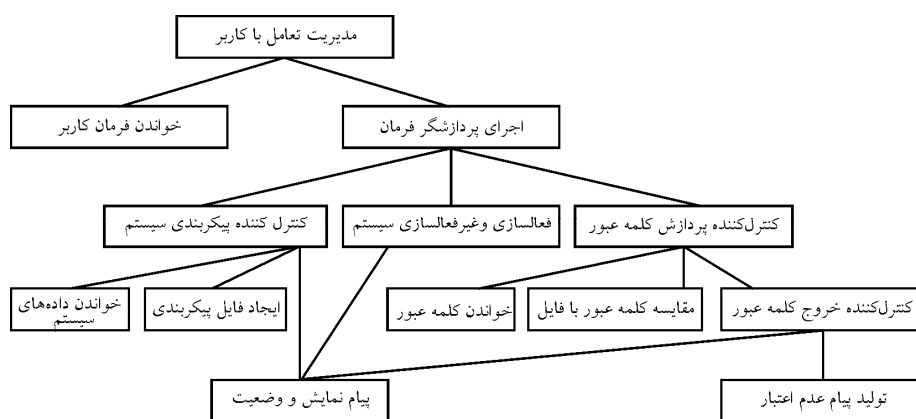 مدیریت تعامل با کاربر
اجرای پردازشگر فرمان
خواندن فرمان کاربر
کنترل‌کننده پردازش کلمه عبور
فعالسازی وغیرفعالسازی سیستم
کنترل کننده پیکربندی سیستم
کنترل‌کننده خروج کلمه عبور
مقایسه کلمه عبور با فایل
خواندن کلمه عبور
ایجاد فایل پیکربندی
خواندن داده‌های
سیستم
تولید پیام عدم اعتبار
پیام نمایش و وضعیت